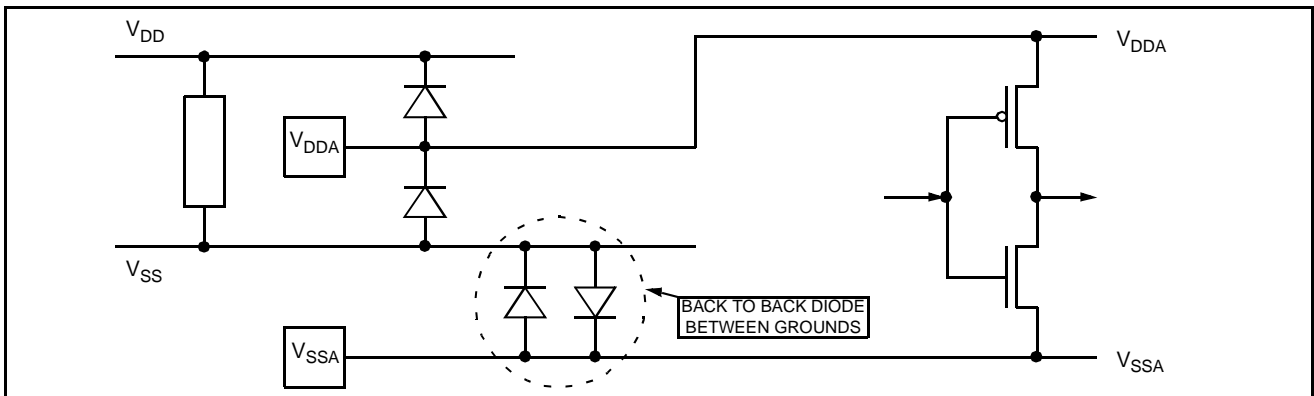 VDD
VDDA
VDDA
VSS
BACK TO BACK DIODE
BETWEEN GROUNDS
VSSA
VSSA